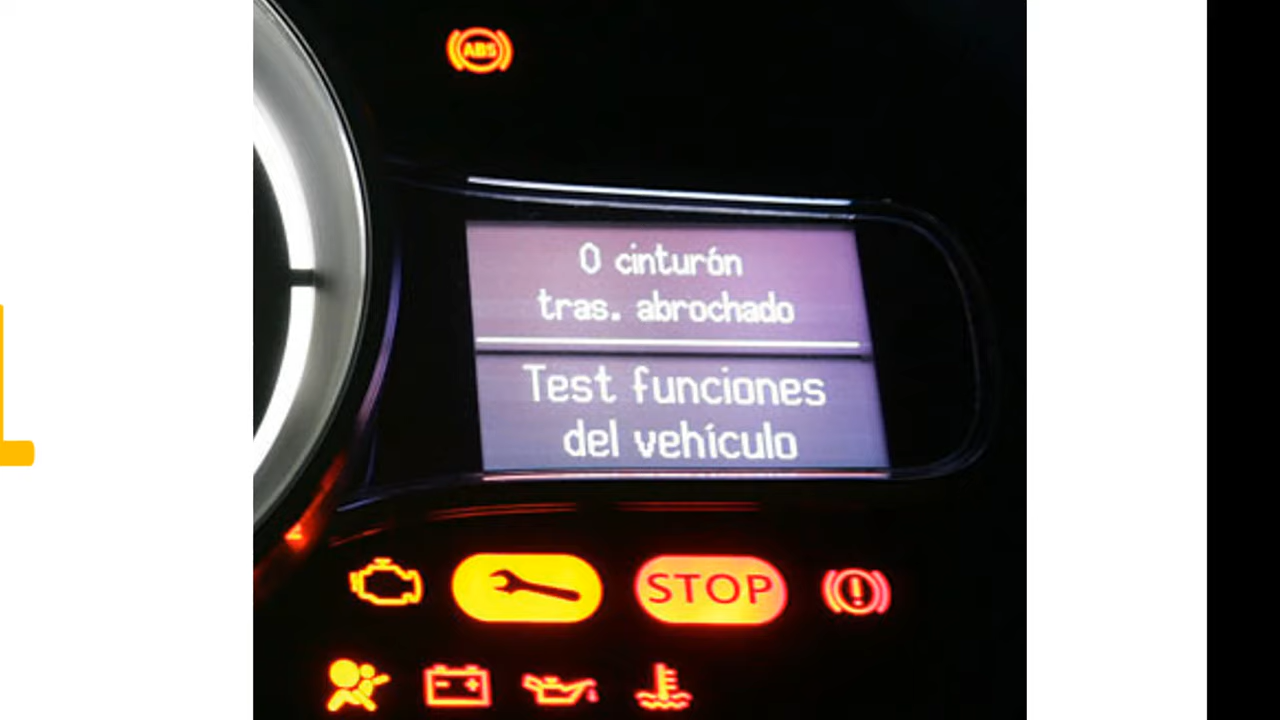 ABS
0 cinturón
tras. abrochado
Test funciones
del vehículo
STOP